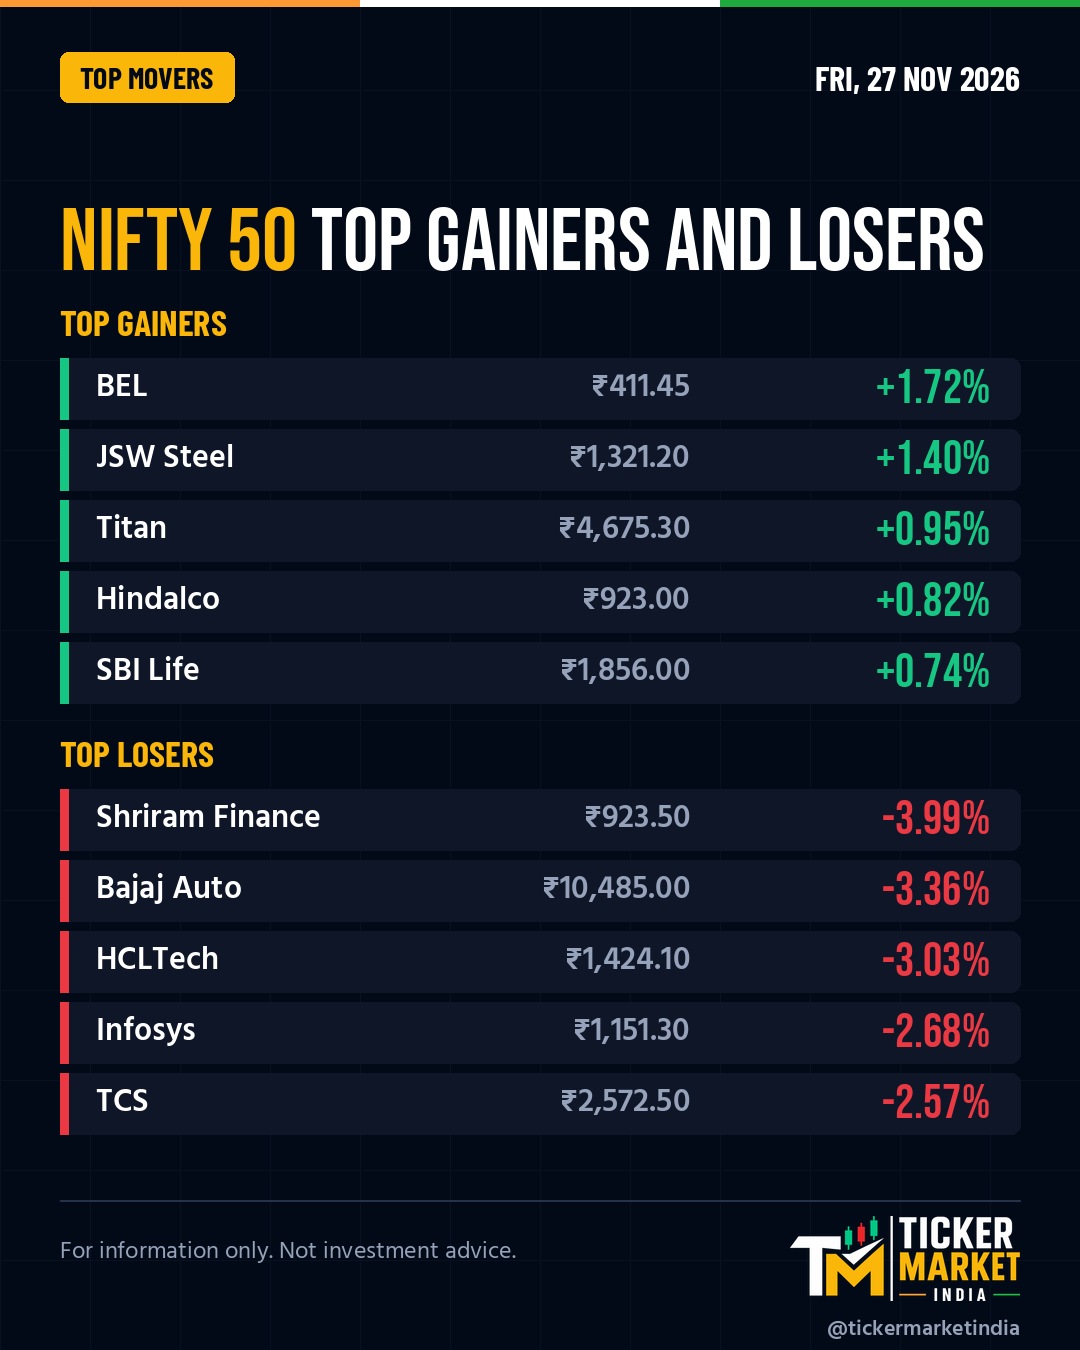 TOP MOVERS
FRI, 27 NOV 2026
NIFTY 50 TOP GAINERS AND LOSERS
TOP GAINERS
BEL ₹411.45 +1.72%
JSW Steel ₹1,321.20 +1.40%
Titan ₹4,675.30 +0.95%
Hindalco ₹923.00 +0.82%
SBI Life ₹1,856.00 +0.74%
TOP LOSERS
Shriram Finance ₹923.50 -3.99%
Bajaj Auto ₹10,485.00 -3.36%
HCLTech ₹1,424.10 -3.03%
Infosys ₹1,151.30 -2.68%
TCS ₹2,572.50 -2.57%
For information only. Not investment advice.
TM
TICKER
MARKET
INDIA
@tickermarketindia